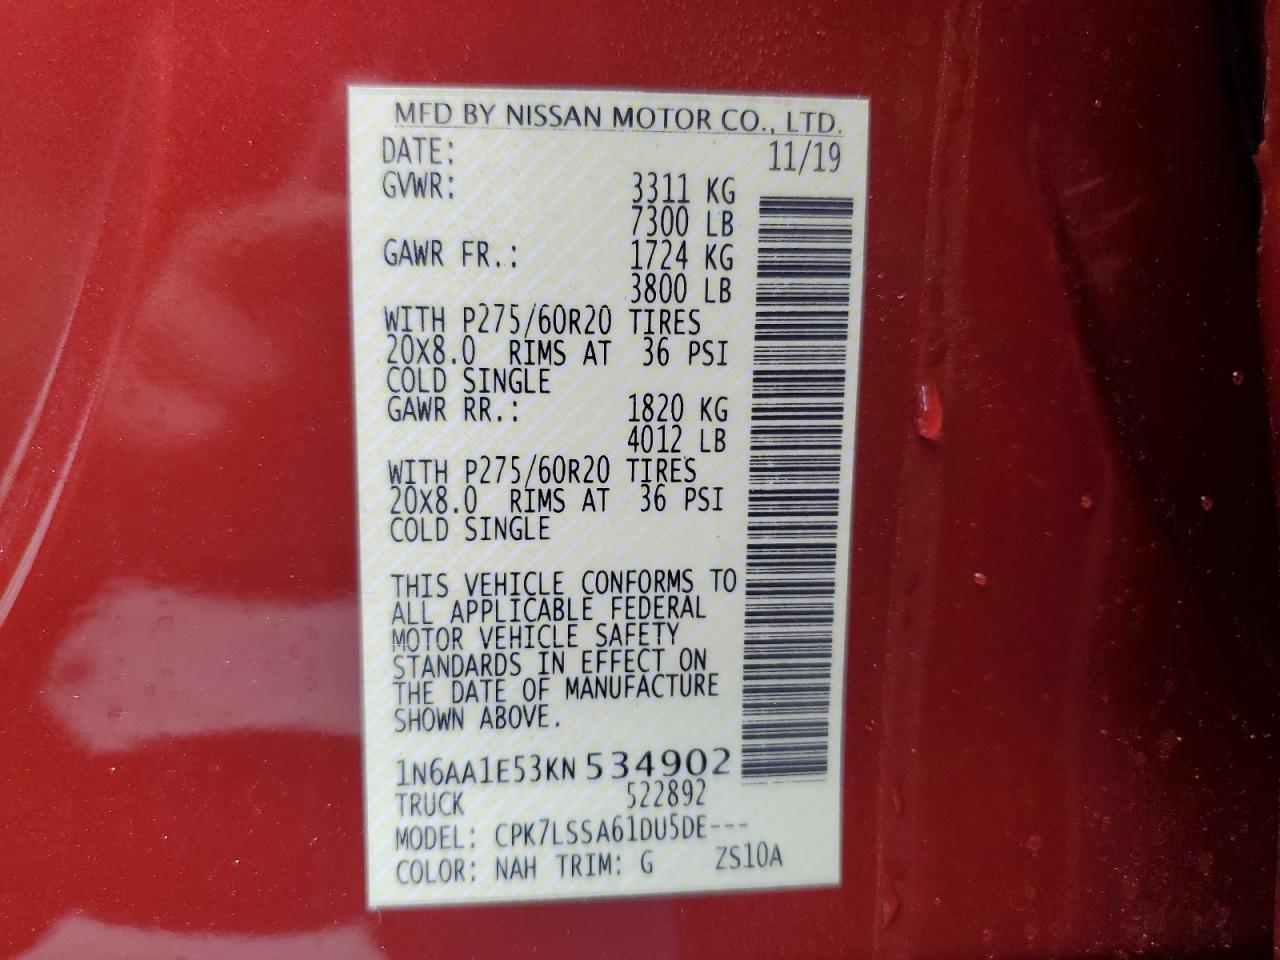 MFD BY NISSAN MOTOR CO., LTD.
DATE: 11/19
GVWR: 3311 KG
7300 LB
GAWR FR.: 1724 KG
3800 LB
WITH P275/60R20 TIRES
20X8.0 RIMS AT 36 PSI
COLD SINGLE
GAWR RR.: 1820 KG
4012 LB
WITH P275/60R20 TIRES
20X8.0 RIMS AT 36 PSI
COLD SINGLE
THIS VEHICLE CONFORMS TO
ALL APPLICABLE FEDERAL
MOTOR VEHICLE SAFETY
STANDARDS IN EFFECT ON
THE DATE OF MANUFACTURE
SHOWN ABOVE.
1N6AA1E53KN534902
TRUCK 522892
MODEL: CPK7LSSA61DU5DE---
COLOR: NAH TRIM: G ZS10A